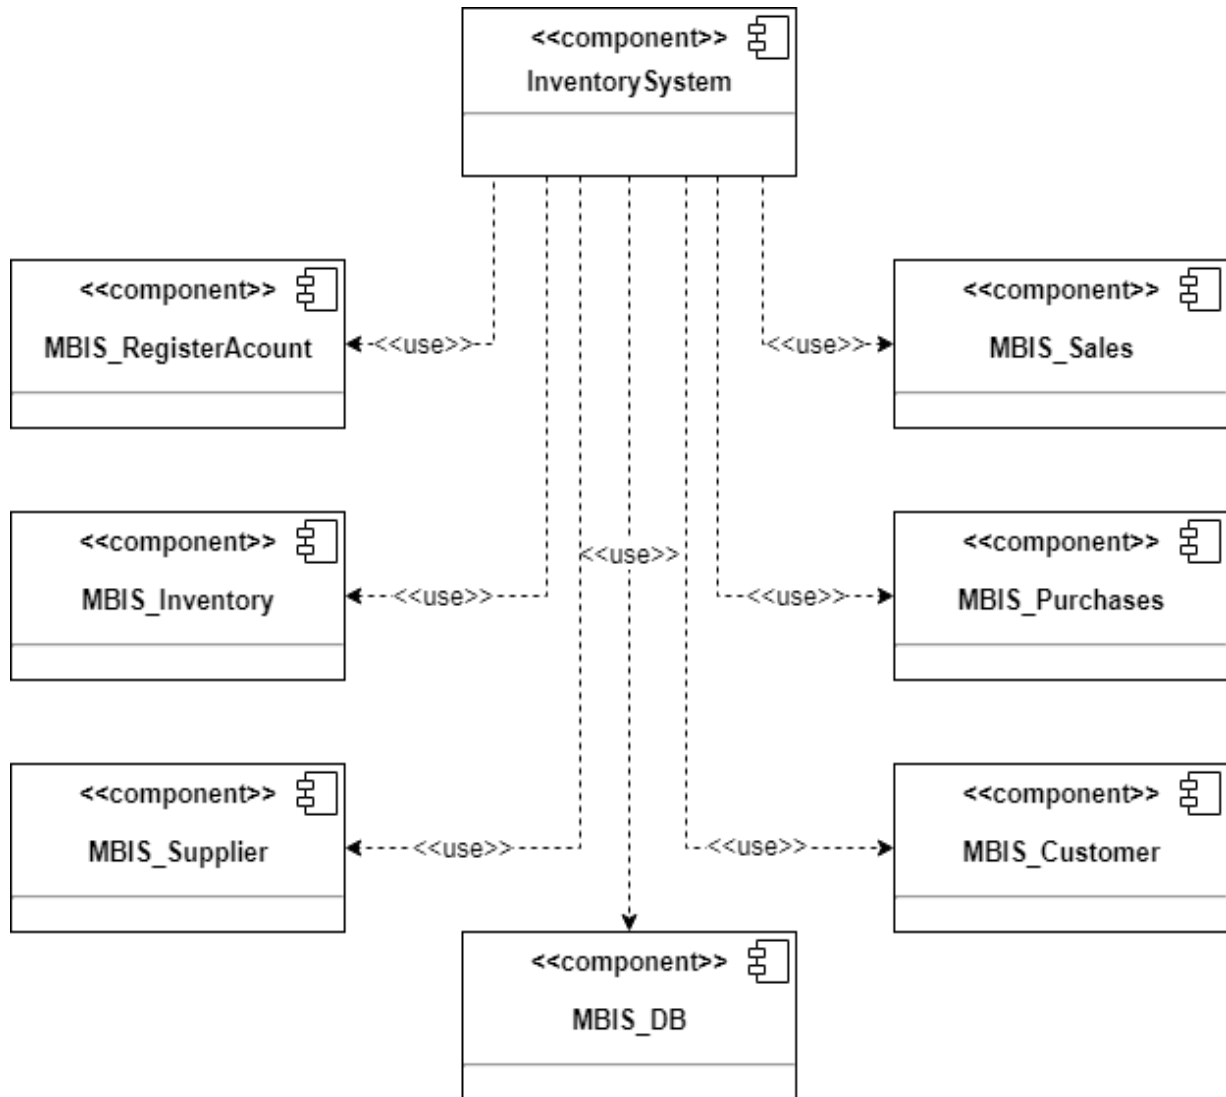 <<component>>
InventorySystem
<<component>>
MBIS_RegisterAcount
<<use>>
<<component>>
MBIS_Sales
<<use>>
<<component>>
MBIS_Inventory
<<use>>
<<use>>
<<component>>
MBIS_Purchases
<<use>>
<<component>>
MBIS_Supplier
<<use>>
<<component>>
MBIS_Customer
<<use>>
<<component>>
MBIS_DB